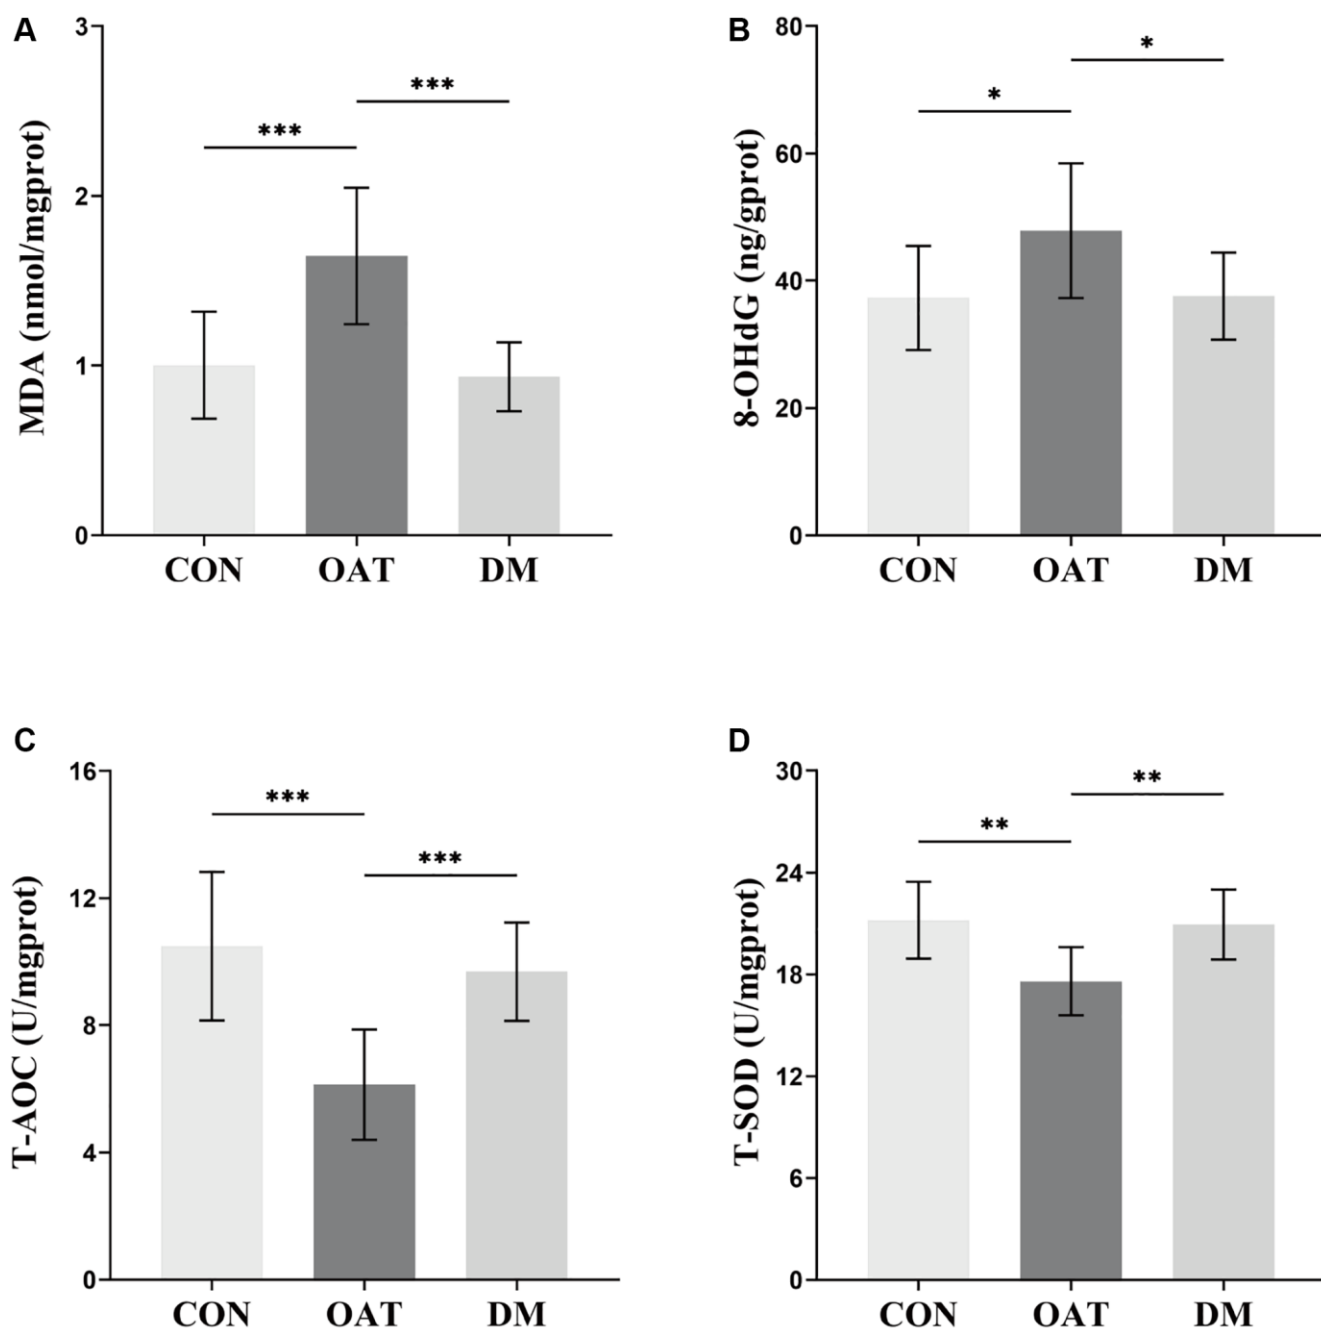 A
MDA (nmol/mgprot)
3
2
1
0
***
***
CON OAT DM
B
8-OHdG (ng/gprot)
80
60
40
20
0
*
*
CON OAT DM
C
T-AOC (U/mgprot)
16
12
8
4
0
***
***
CON OAT DM
D
T-SOD (U/mgprot)
30
24
18
12
6
0
**
**
CON OAT DM